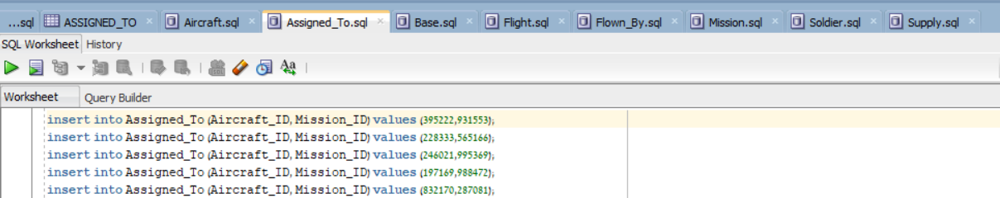 ...sql ASSIGNED_TO Aircraft.sql Assigned_To.sql Base.sql Flight.sql Flown_By.sql Mission.sql Soldier.sql Supply.sql
SQL Worksheet History
Aa
Worksheet Query Builder
insert into Assigned_To (Aircraft_ID, Mission_ID) values (395222,931553);
insert into Assigned_To (Aircraft_ID, Mission_ID) values (228333,565166);
insert into Assigned_To (Aircraft_ID, Mission_ID) values (246021,995369);
insert into Assigned_To (Aircraft_ID, Mission_ID) values (197169,988472);
insert into Assigned_To (Aircraft_ID, Mission_ID) values (832170,287081);